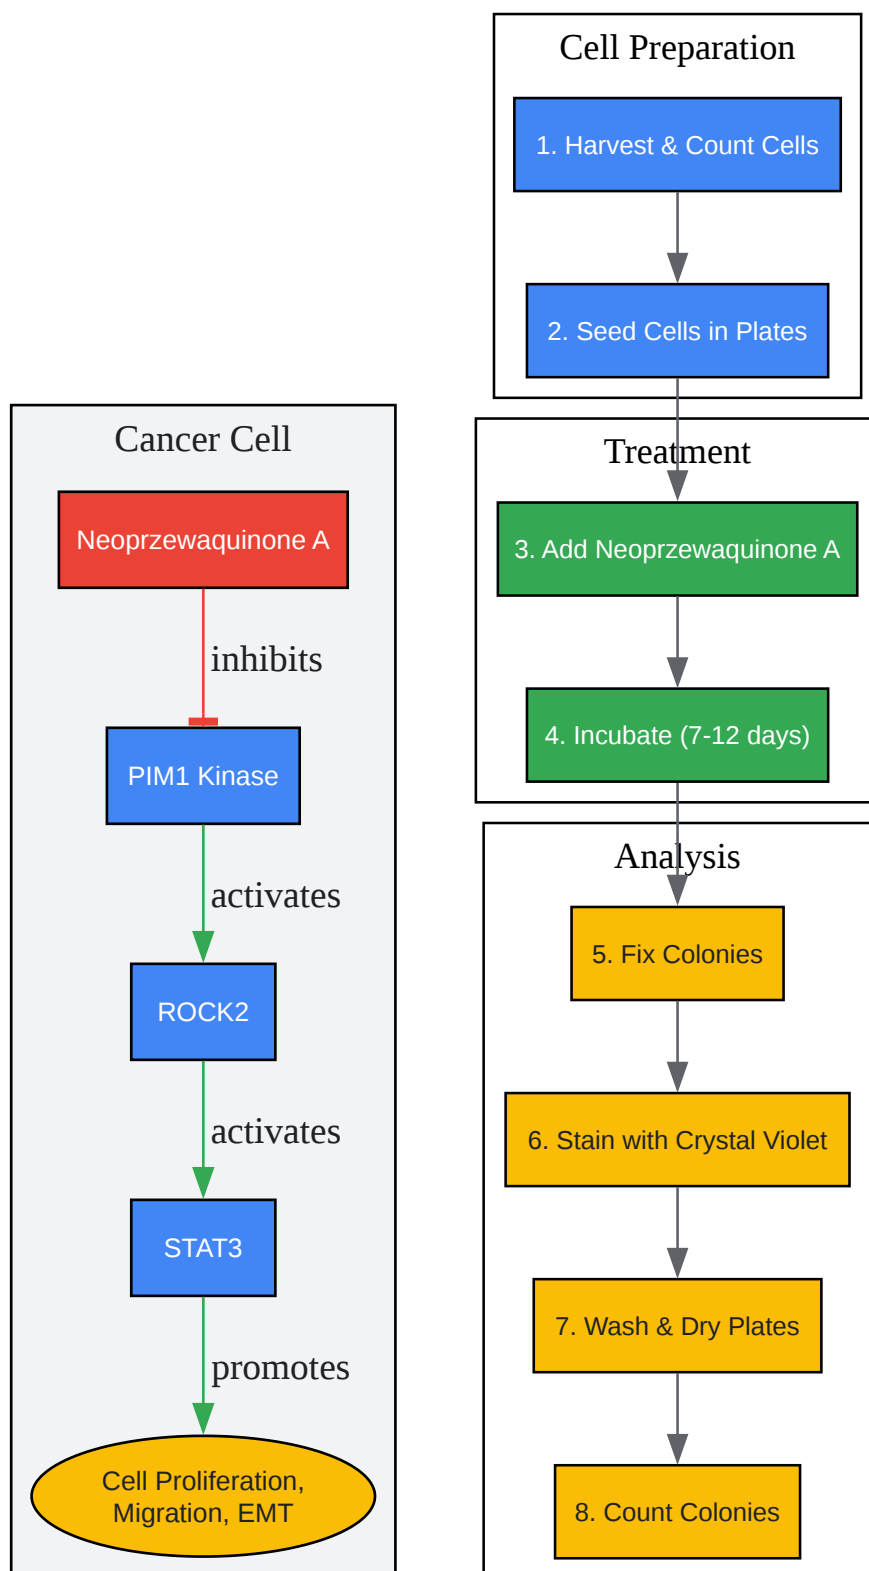 Cell Preparation
1. Harvest & Count Cells
2. Seed Cells in Plates
Treatment
3. Add Neoprzewaquinone A
4. Incubate (7-12 days)
Analysis
5. Fix Colonies
6. Stain with Crystal Violet
7. Wash & Dry Plates
8. Count Colonies
Cancer Cell
Neoprzewaquinone A
inhibits
PIM1 Kinase
activates
ROCK2
activates
STAT3
promotes
Cell Proliferation,
Migration, EMT